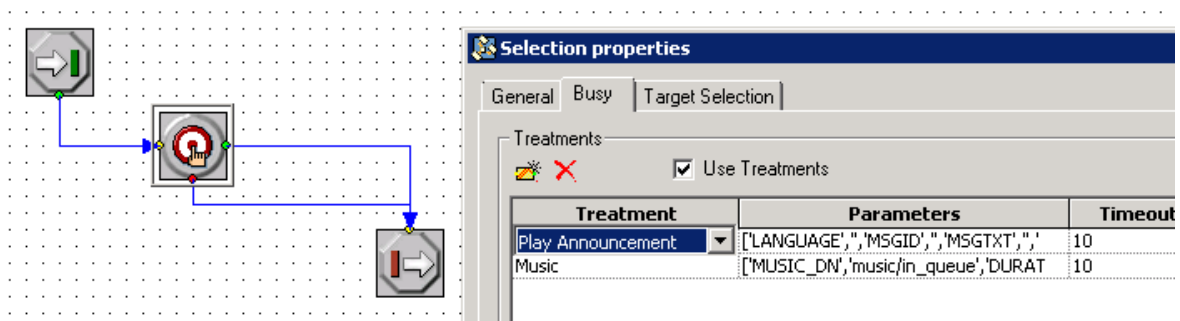 Selection properties
General Busy Target Selection
Treatments
Use Treatments
Treatment Parameters Timeout
Play Announcement ['LANGUAGE','','MSGID','','MSGTXT','',' 10
Music ['MUSIC_DN','music/in_queue','DURAT 10